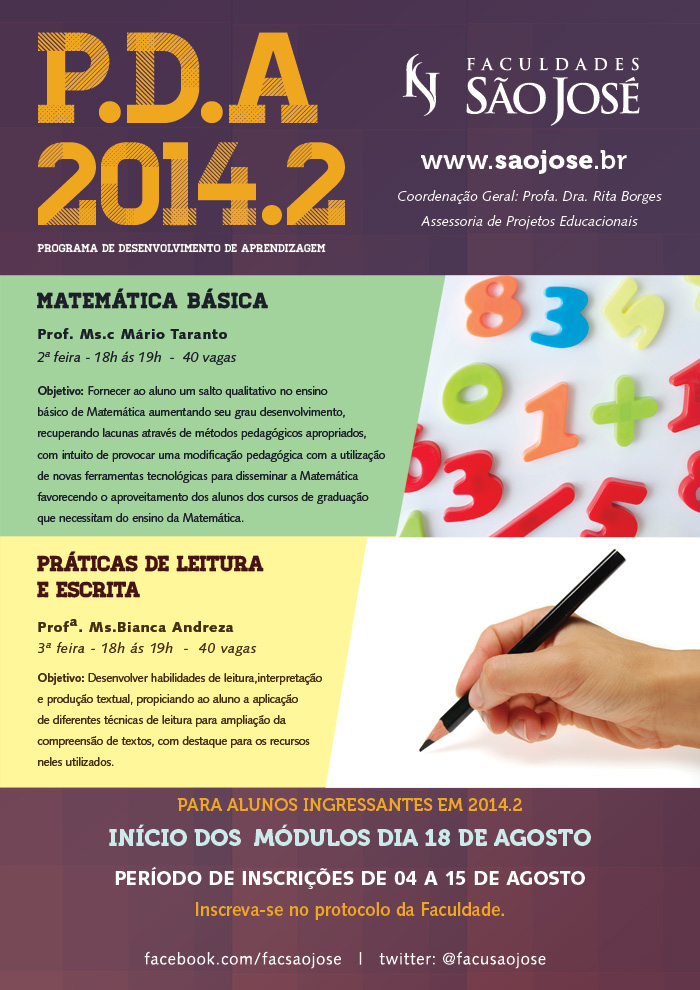 P.D.A
2014.2
PROGRAMA DE DESENVOLVIMENTO DE APRENDIZAGEM
FACULDADES
SÃO JOSÉ
www.saojose.br
Coordenação Geral: Profa. Dra. Rita Borges
Assessoria de Projetos Educacionais
MATEMÁTICA BÁSICA
Prof. Ms.c Mário Taranto
2ª feira - 18h ás 19h - 40 vagas
Objetivo: Fornecer ao aluno um salto qualitativo no ensino
básico de Matemática aumentando seu grau desenvolvimento,
recuperando lacunas através de métodos pedagógicos apropriados,
com intuito de provocar uma modificação pedagógica com a utilização
de novas ferramentas tecnológicas para disseminar a Matemática
favorecendo o aproveitamento dos alunos dos cursos de graduação
que necessitam do ensino da Matemática.
8 3 5
0 1 +
6 3 / 5
PRÁTICAS DE LEITURA
E ESCRITA
Profª. Ms.Bianca Andreza
3ª feira - 18h ás 19h - 40 vagas
Objetivo: Desenvolver habilidades de leitura,interpretação
e produção textual, propiciando ao aluno a aplicação
de diferentes técnicas de leitura para ampliação da
compreensão de textos, com destaque para os recursos
neles utilizados.
PARA ALUNOS INGRESSANTES EM 2014.2
INÍCIO DOS MÓDULOS DIA 18 DE AGOSTO
PERÍODO DE INSCRIÇÕES DE 04 A 15 DE AGOSTO
Inscreva-se no protocolo da Faculdade.
facebook.com/facsaojose | twitter: @facusaojose